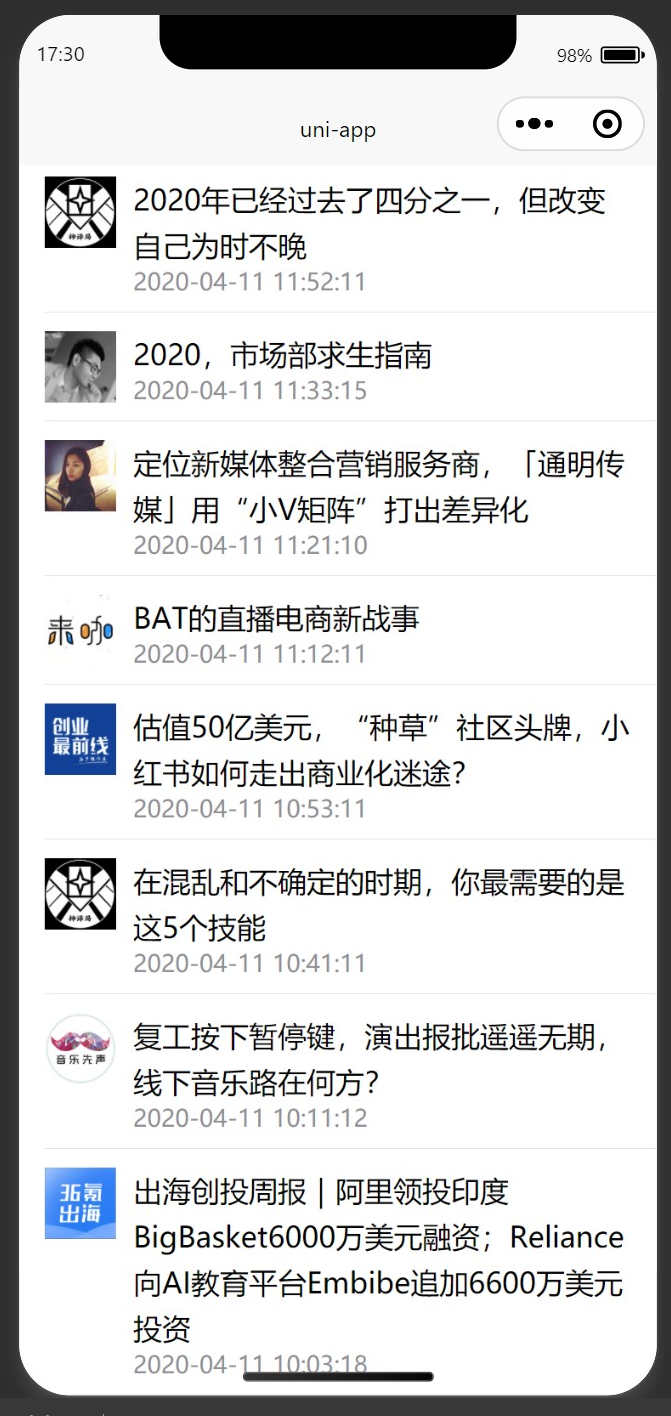 17:30
98%
uni-app
2020年已经过去了四分之一，但改变
自己为时不晚
神译局
2020-04-11 11:52:11
2020，市场部求生指南
2020-04-11 11:33:15
定位新媒体整合营销服务商，「通明传
媒」用“小V矩阵”打出差异化
2020-04-11 11:21:10
来咖
BAT的直播电商新战事
2020-04-11 11:12:11
创业
最前线
估值50亿美元，“种草”社区头牌，小
红书如何走出商业化迷途？
2020-04-11 10:53:11
在混乱和不确定的时期，你最需要的是
这5个技能
神译局
2020-04-11 10:41:11
复工按下暂停键，演出报批遥遥无期，
线下音乐路在何方？
音乐先声
2020-04-11 10:11:12
36氪
出海
出海创投周报 | 阿里领投印度
BigBasket6000万美元融资；Reliance
向AI教育平台Embibe追加6600万美元
投资
2020-04-11 10:03:18